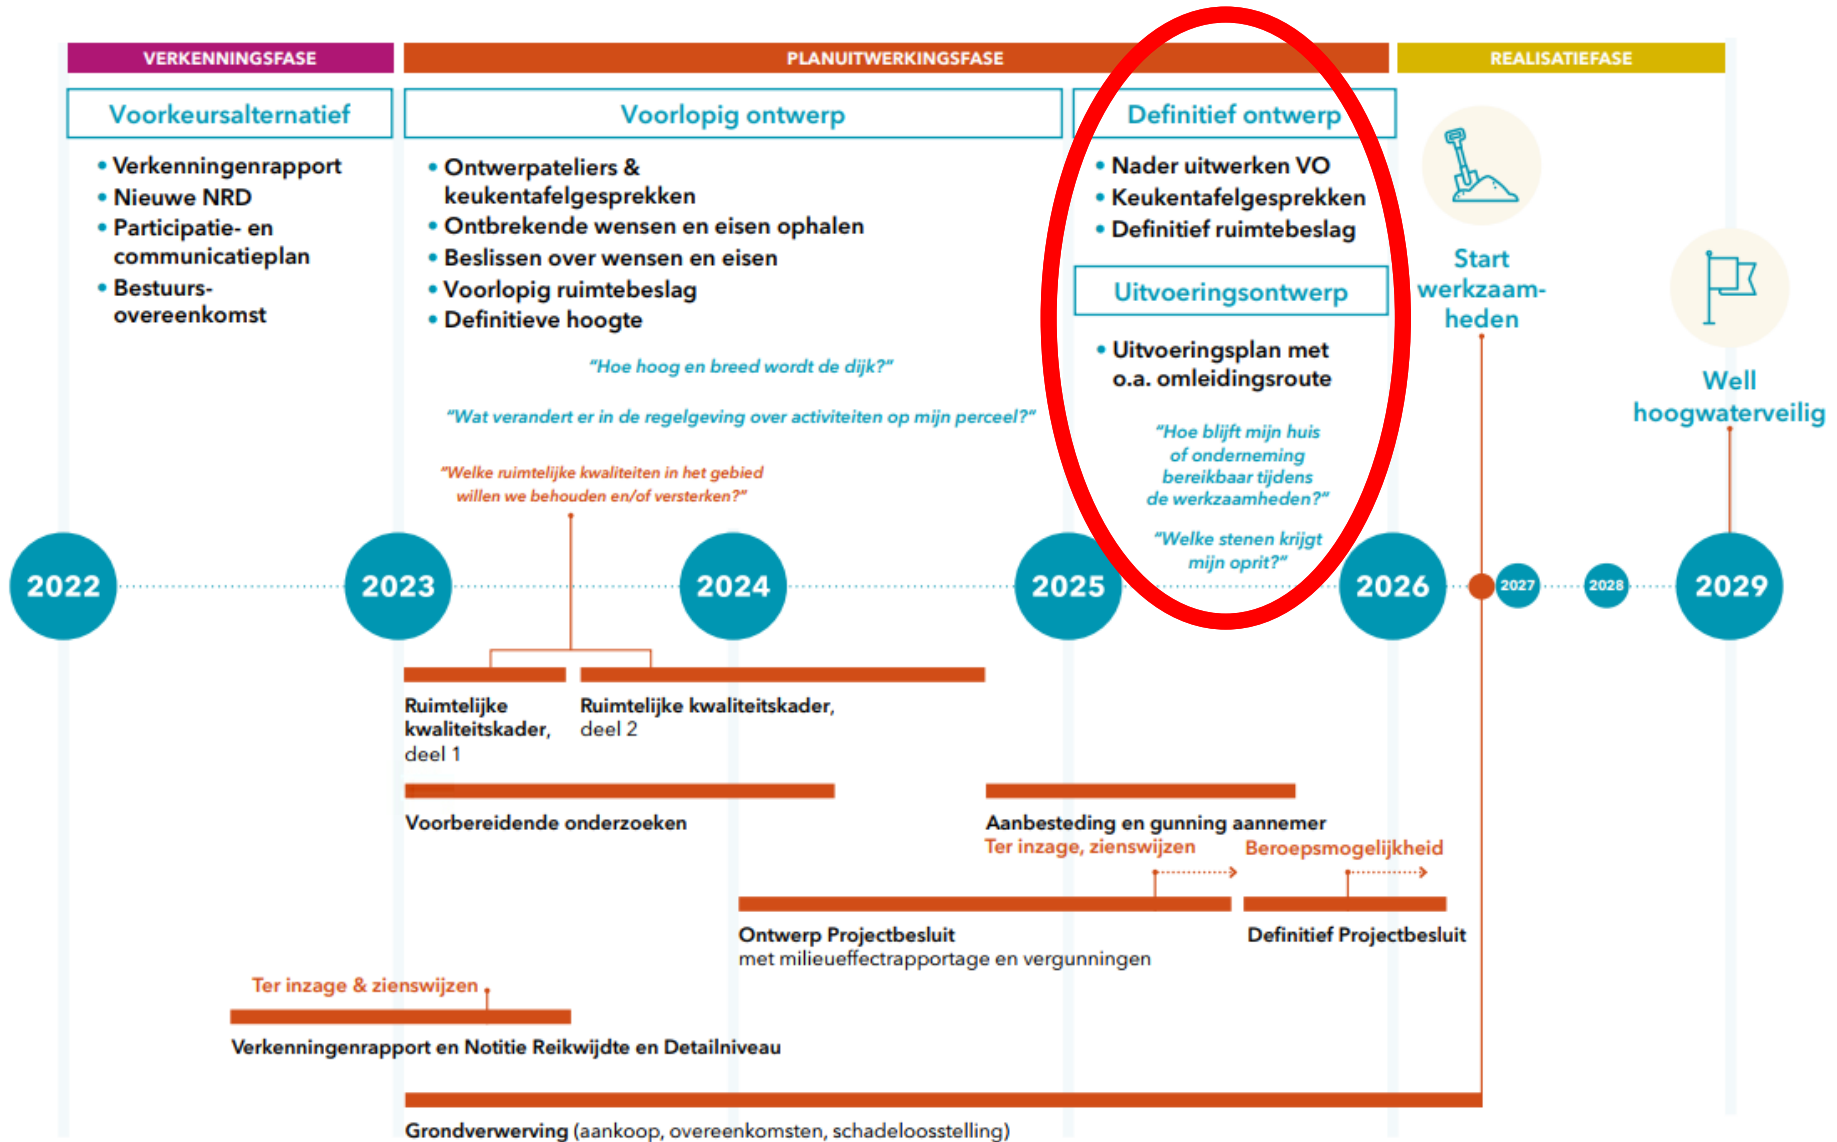 VERKENNINGSFASE
PLANUITWERKINGSFASE
REALISATIEFASE
Voorkeursalternatief
• Verkenningenrapport
• Nieuwe NRD
• Participatie- en
communicatieplan
• Bestuurs-
overeenkomst
Voorlopig ontwerp
• Ontwerpateliers &
keukentafelgesprekken
• Ontbrekende wensen en eisen ophalen
• Beslissen over wensen en eisen
• Voorlopig ruimtebeslag
• Definitieve hoogte
"Hoe hoog en breed wordt de dijk?"
"Wat verandert er in de regelgeving over activiteiten op mijn perceel?"
"Welke ruimtelijke kwaliteiten in het gebied
willen we behouden en/of versterken?"
Definitief ontwerp
• Nader uitwerken VO
• Keukentafelgesprekken
• Definitief ruimtebeslag
Uitvoeringsontwerp
• Uitvoeringsplan met
o.a. omleidingsroute
"Hoe blijft mijn huis
of onderneming
bereikbaar tijdens
de werkzaamheden?"
"Welke stenen krijgt
mijn oprit?"
Start
werkzaam-
heden
Well
hoogwaterveilig
2022
2023
2024
2025
2026
2027
2028
2029
Ruimtelijke
kwaliteitskader,
deel 1
Ruimtelijke kwaliteitskader,
deel 2
Voorbereidende onderzoeken
Aanbesteding en gunning aannemer
Ter inzage, zienswijzen
Beroepsmogelijkheid
Ontwerp Projectbesluit
met milieueffectrapportage en vergunningen
Definitief Projectbesluit
Ter inzage & zienswijzen
Verkenningenrapport en Notitie Reikwijdte en Detailniveau
Grondverwerving (aankoop, overeenkomsten, schadeloosstelling)